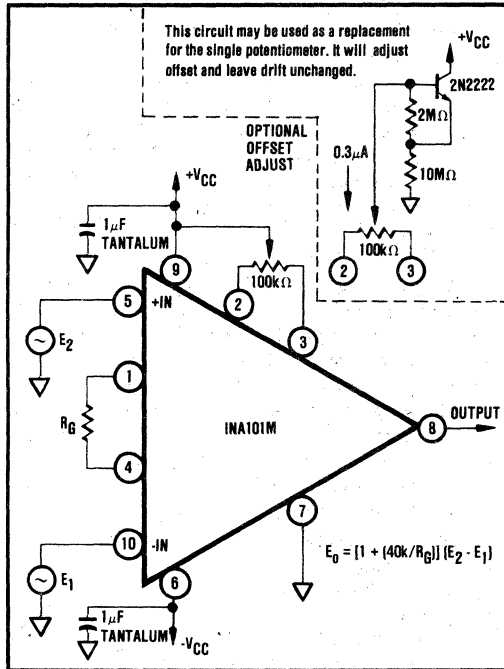 This circuit may be used as a replacement
for the single potentiometer. It will adjust
offset and leave drift unchanged.
+VCC
2N2222
2MΩ
10MΩ
0.3μA
100kΩ
2
3
OPTIONAL
OFFSET
ADJUST
+VCC
1μF
TANTALUM
9
2
100kΩ
3
5
+IN
E2
1
RG
4
INA101M
8
OUTPUT
7
10
-IN
E1
6
Eo = [1 + (40k/RG)] (E2 - E1)
1μF
TANTALUM
-VCC